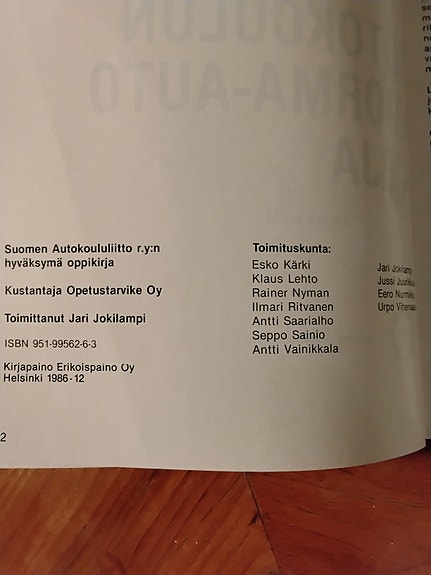 Suomen Autokoululiitto r.y:n
hyväksymä oppikirja
Kustantaja Opetustarvike Oy
Toimittanut Jari Jokilampi
ISBN 951-99562-6-3
Kirjapaino Erikoispaino Oy
Helsinki 1986-12
2
Toimituskunta:
Esko Kärki
Klaus Lehto
Rainer Nyman
Ilmari Ritvanen
Antti Saarialho
Seppo Sainio
Antti Vainikkala
Jari Jokilampi
Jussi
Eero
Urpo